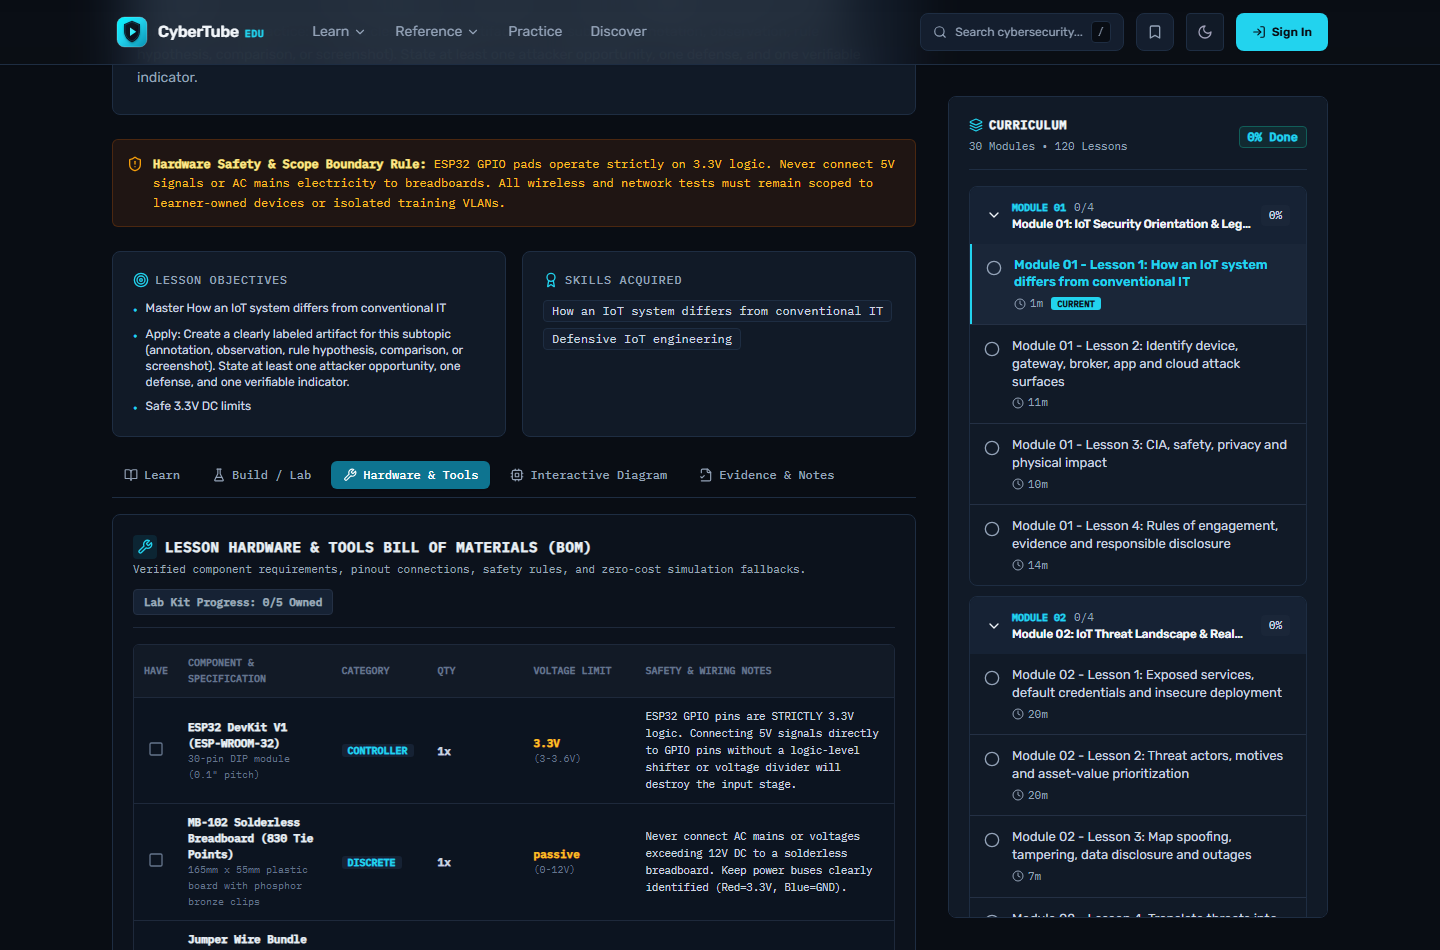 CyberTube EDU
Learn
Reference
Practice
Discover
Search cybersecurity... /
Sign In
indicator.
Hardware Safety & Scope Boundary Rule: ESP32 GPIO pads operate strictly on 3.3V logic. Never connect 5V
signals or AC mains electricity to breadboards. All wireless and network tests must remain scoped to
learner-owned devices or isolated training VLANs.
LESSON OBJECTIVES
• Master How an IoT system differs from conventional IT
• Apply: Create a clearly labeled artifact for this subtopic
(annotation, observation, rule hypothesis, comparison, or
screenshot). State at least one attacker opportunity, one
defense, and one verifiable indicator.
• Safe 3.3V DC limits
SKILLS ACQUIRED
How an IoT system differs from conventional IT
Defensive IoT engineering
Learn
Build / Lab
Hardware & Tools
Interactive Diagram
Evidence & Notes
LESSON HARDWARE & TOOLS BILL OF MATERIALS (BOM)
Verified component requirements, pinout connections, safety rules, and zero-cost simulation fallbacks.
Lab Kit Progress: 0/5 Owned
HAVE
COMPONENT &
SPECIFICATION
CATEGORY
QTY
VOLTAGE LIMIT
SAFETY & WIRING NOTES
ESP32 DevKit V1
(ESP-WROOM-32)
30-pin DIP module
(0.1" pitch)
CONTROLLER
1x
3.3V
(3-3.6V)
ESP32 GPIO pins are STRICTLY 3.3V
logic. Connecting 5V signals directly
to GPIO pins without a logic-level
shifter or voltage divider will
destroy the input stage.
MB-102 Solderless
Breadboard (830 Tie
Points)
165mm x 55mm plastic
board with phosphor
bronze clips
DISCRETE
1x
passive
(0-12V)
Never connect AC mains or voltages
exceeding 12V DC to a solderless
breadboard. Keep power buses clearly
identified (Red=3.3V, Blue=GND).
Jumper Wire Bundle
CURRICULUM
30 Modules • 120 Lessons
0% Done
MODULE 01 0/4
Module 01: IoT Security Orientation & Leg...
0%
Module 01 - Lesson 1: How an IoT system
differs from conventional IT
1m CURRENT
Module 01 - Lesson 2: Identify device,
gateway, broker, app and cloud attack
surfaces
11m
Module 01 - Lesson 3: CIA, safety, privacy and
physical impact
10m
Module 01 - Lesson 4: Rules of engagement,
evidence and responsible disclosure
14m
MODULE 02 0/4
Module 02: IoT Threat Landscape & Real...
0%
Module 02 - Lesson 1: Exposed services,
default credentials and insecure deployment
20m
Module 02 - Lesson 2: Threat actors, motives
and asset-value prioritization
20m
Module 02 - Lesson 3: Map spoofing,
tampering, data disclosure and outages
7m
Module 02 - Lesson 4: Translate threats into